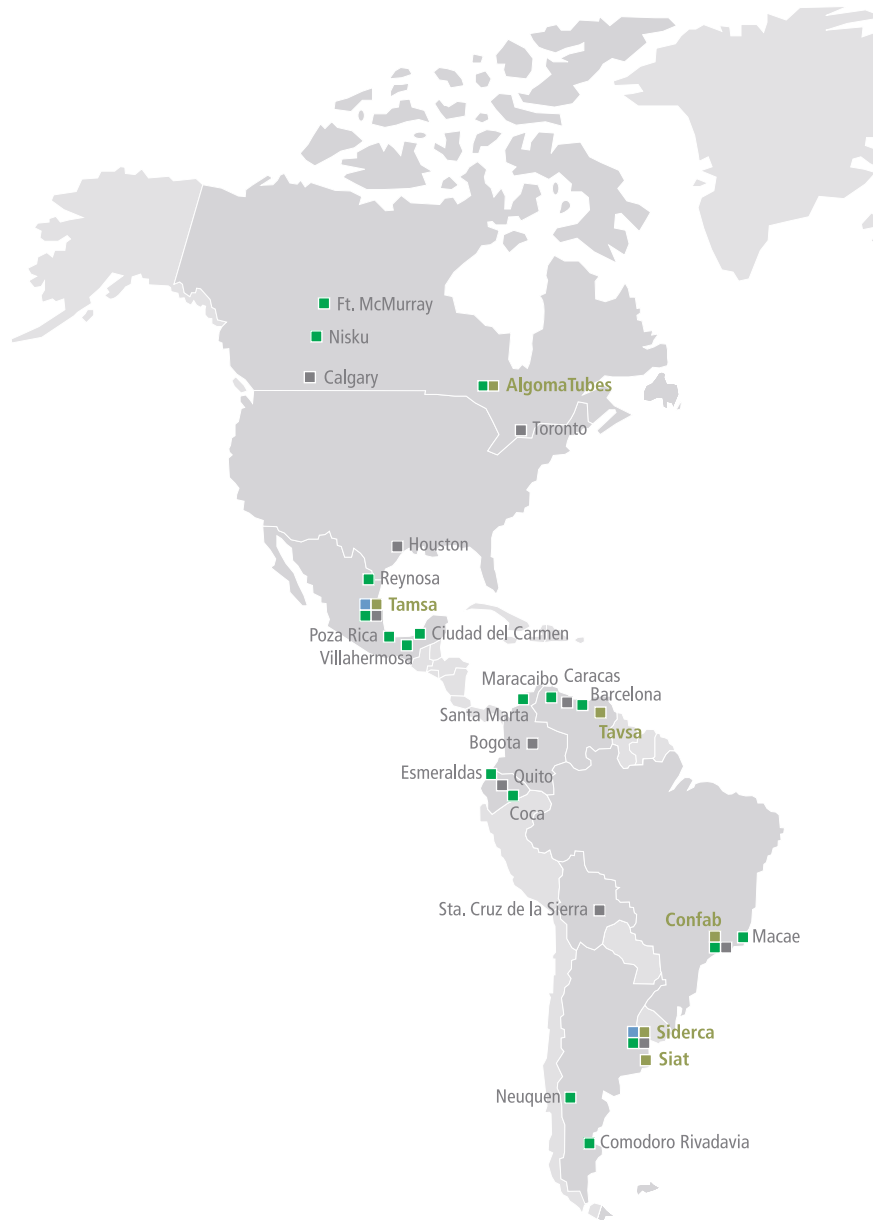 Ft. McMurray
Nisku
Calgary
AlgomaTubes
Toronto
Houston
Reynosa
Tamsa
Poza Rica
Ciudad del Carmen
Villahermosa
Maracaibo
Caracas
Barcelona
Santa Marta
Tavsa
Bogota
Esmeraldas
Quito
Coca
Sta. Cruz de la Sierra
Confab
Macae
Siderca
Siat
Neuquen
Comodoro Rivadavia